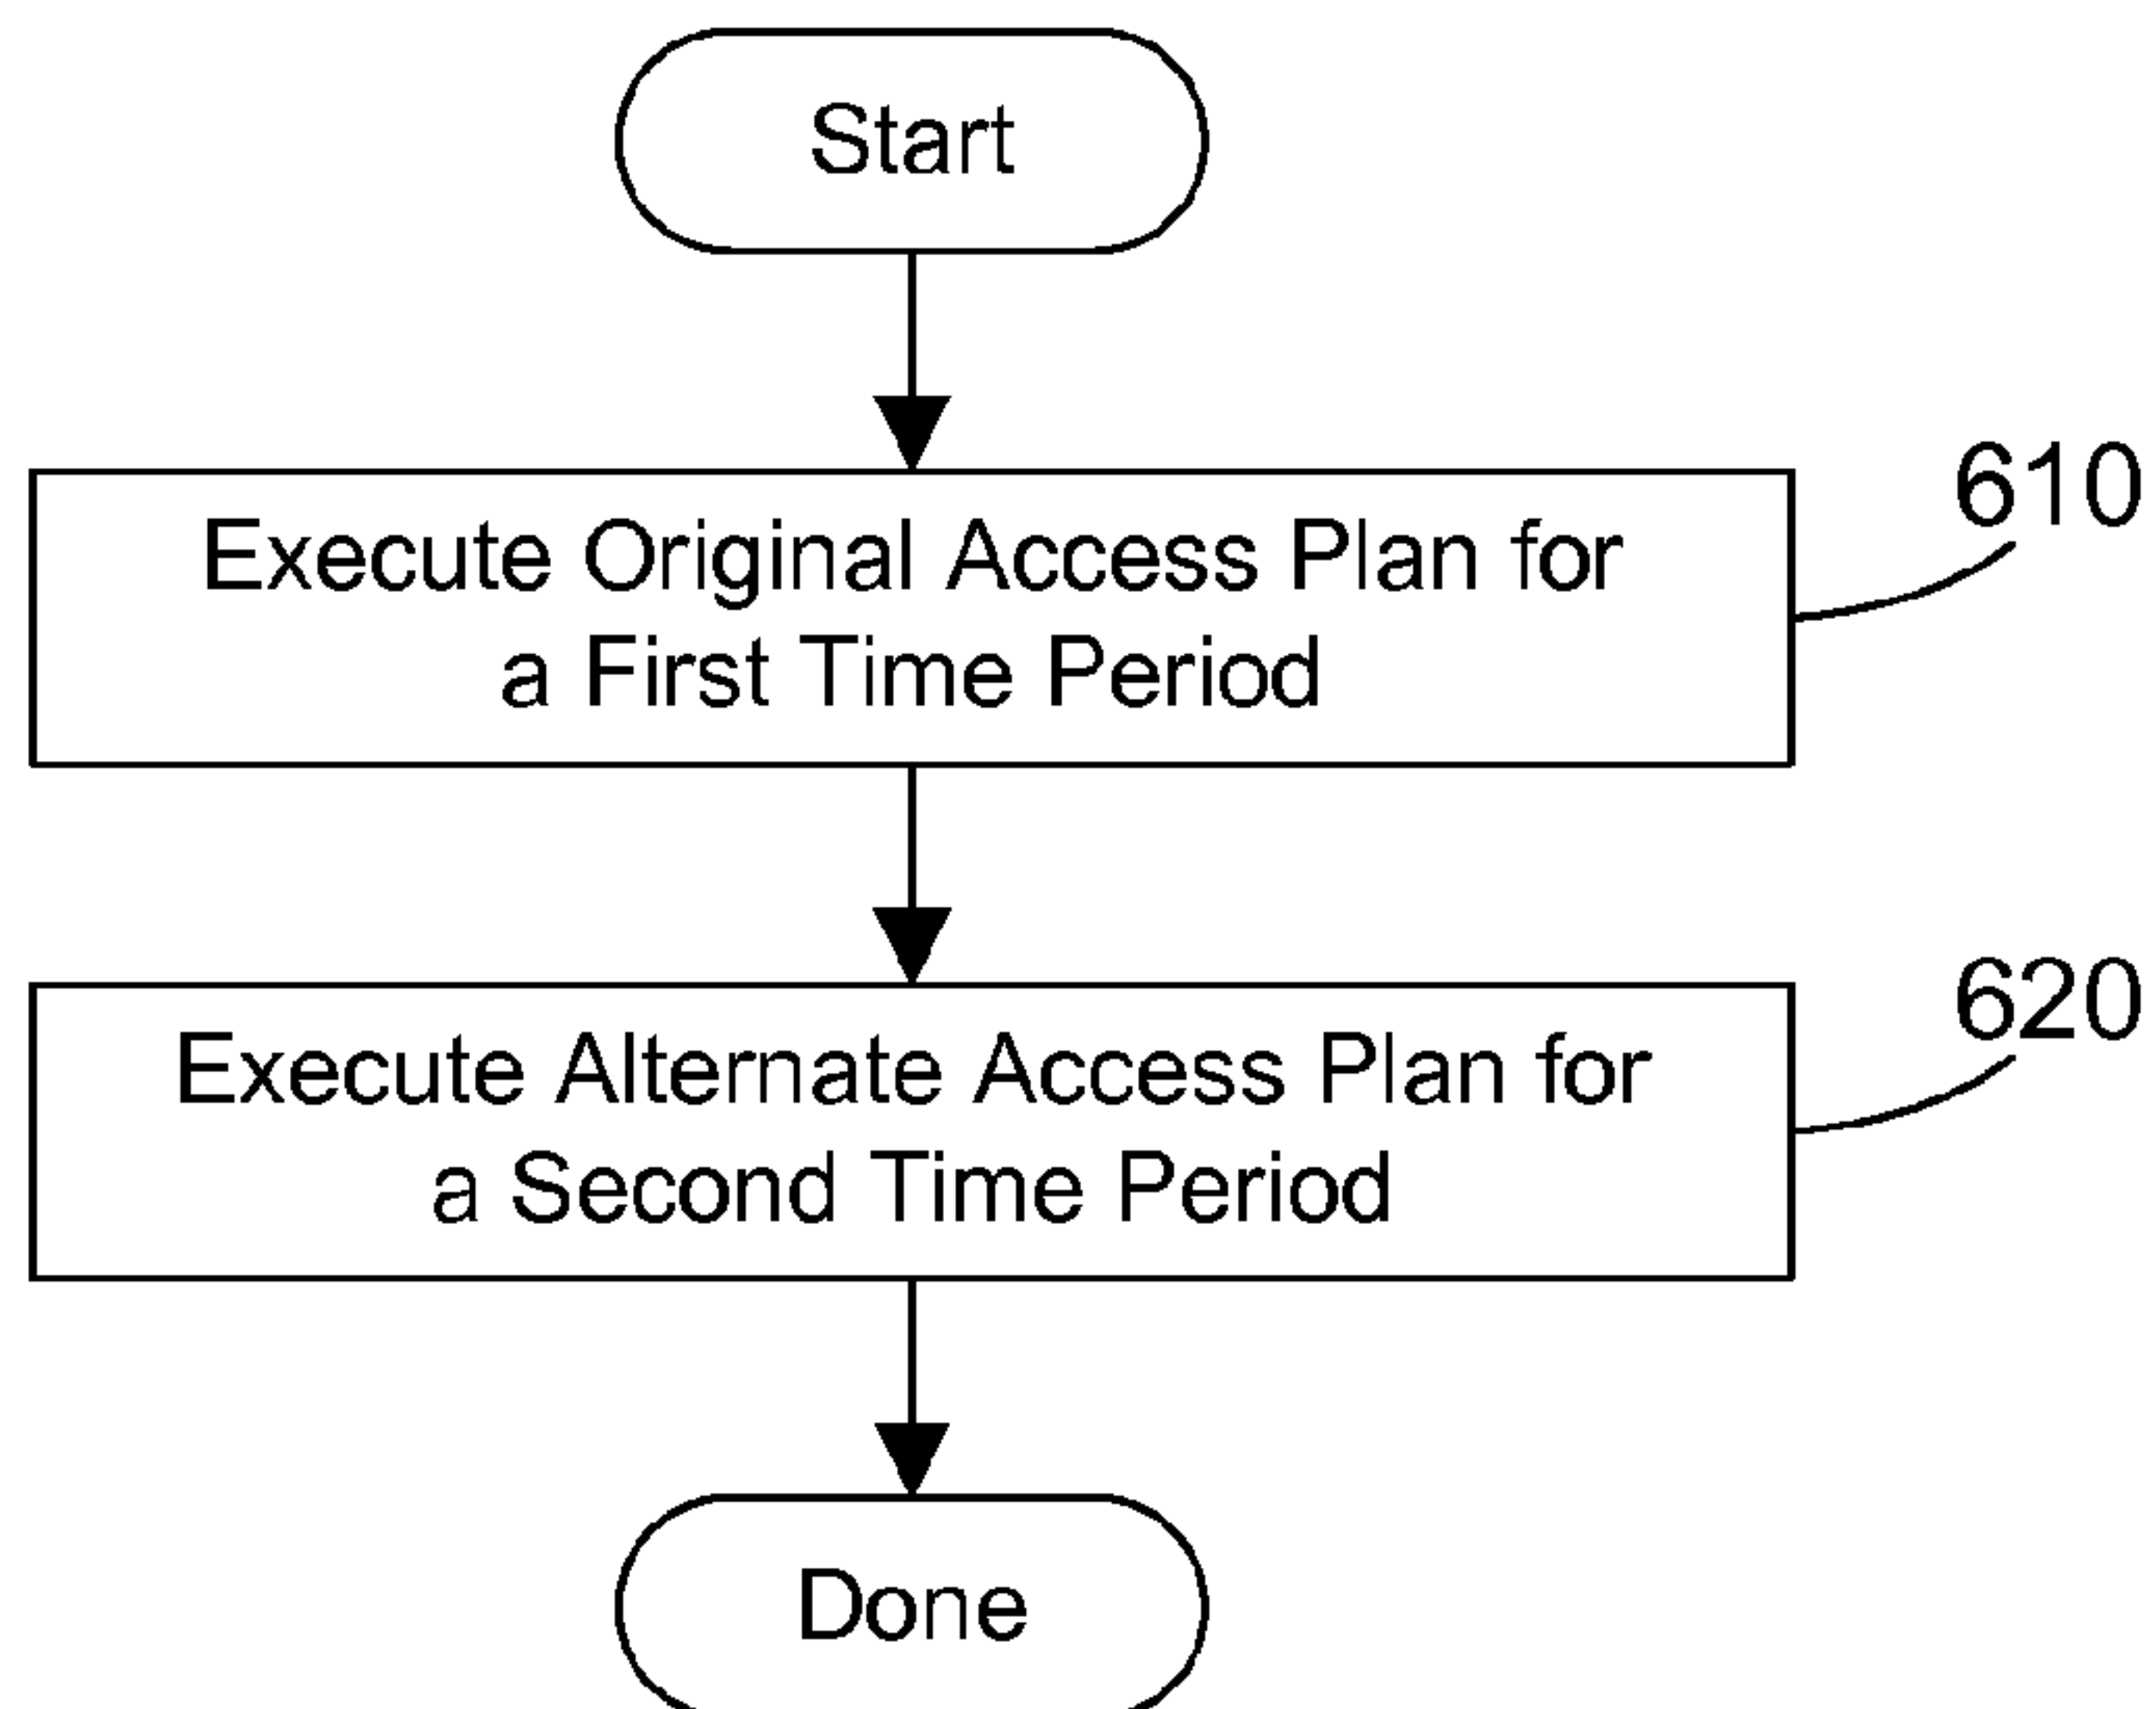 Start
610
Execute Original Access Plan for
a First Time Period
620
Execute Alternate Access Plan for
a Second Time Period
Done